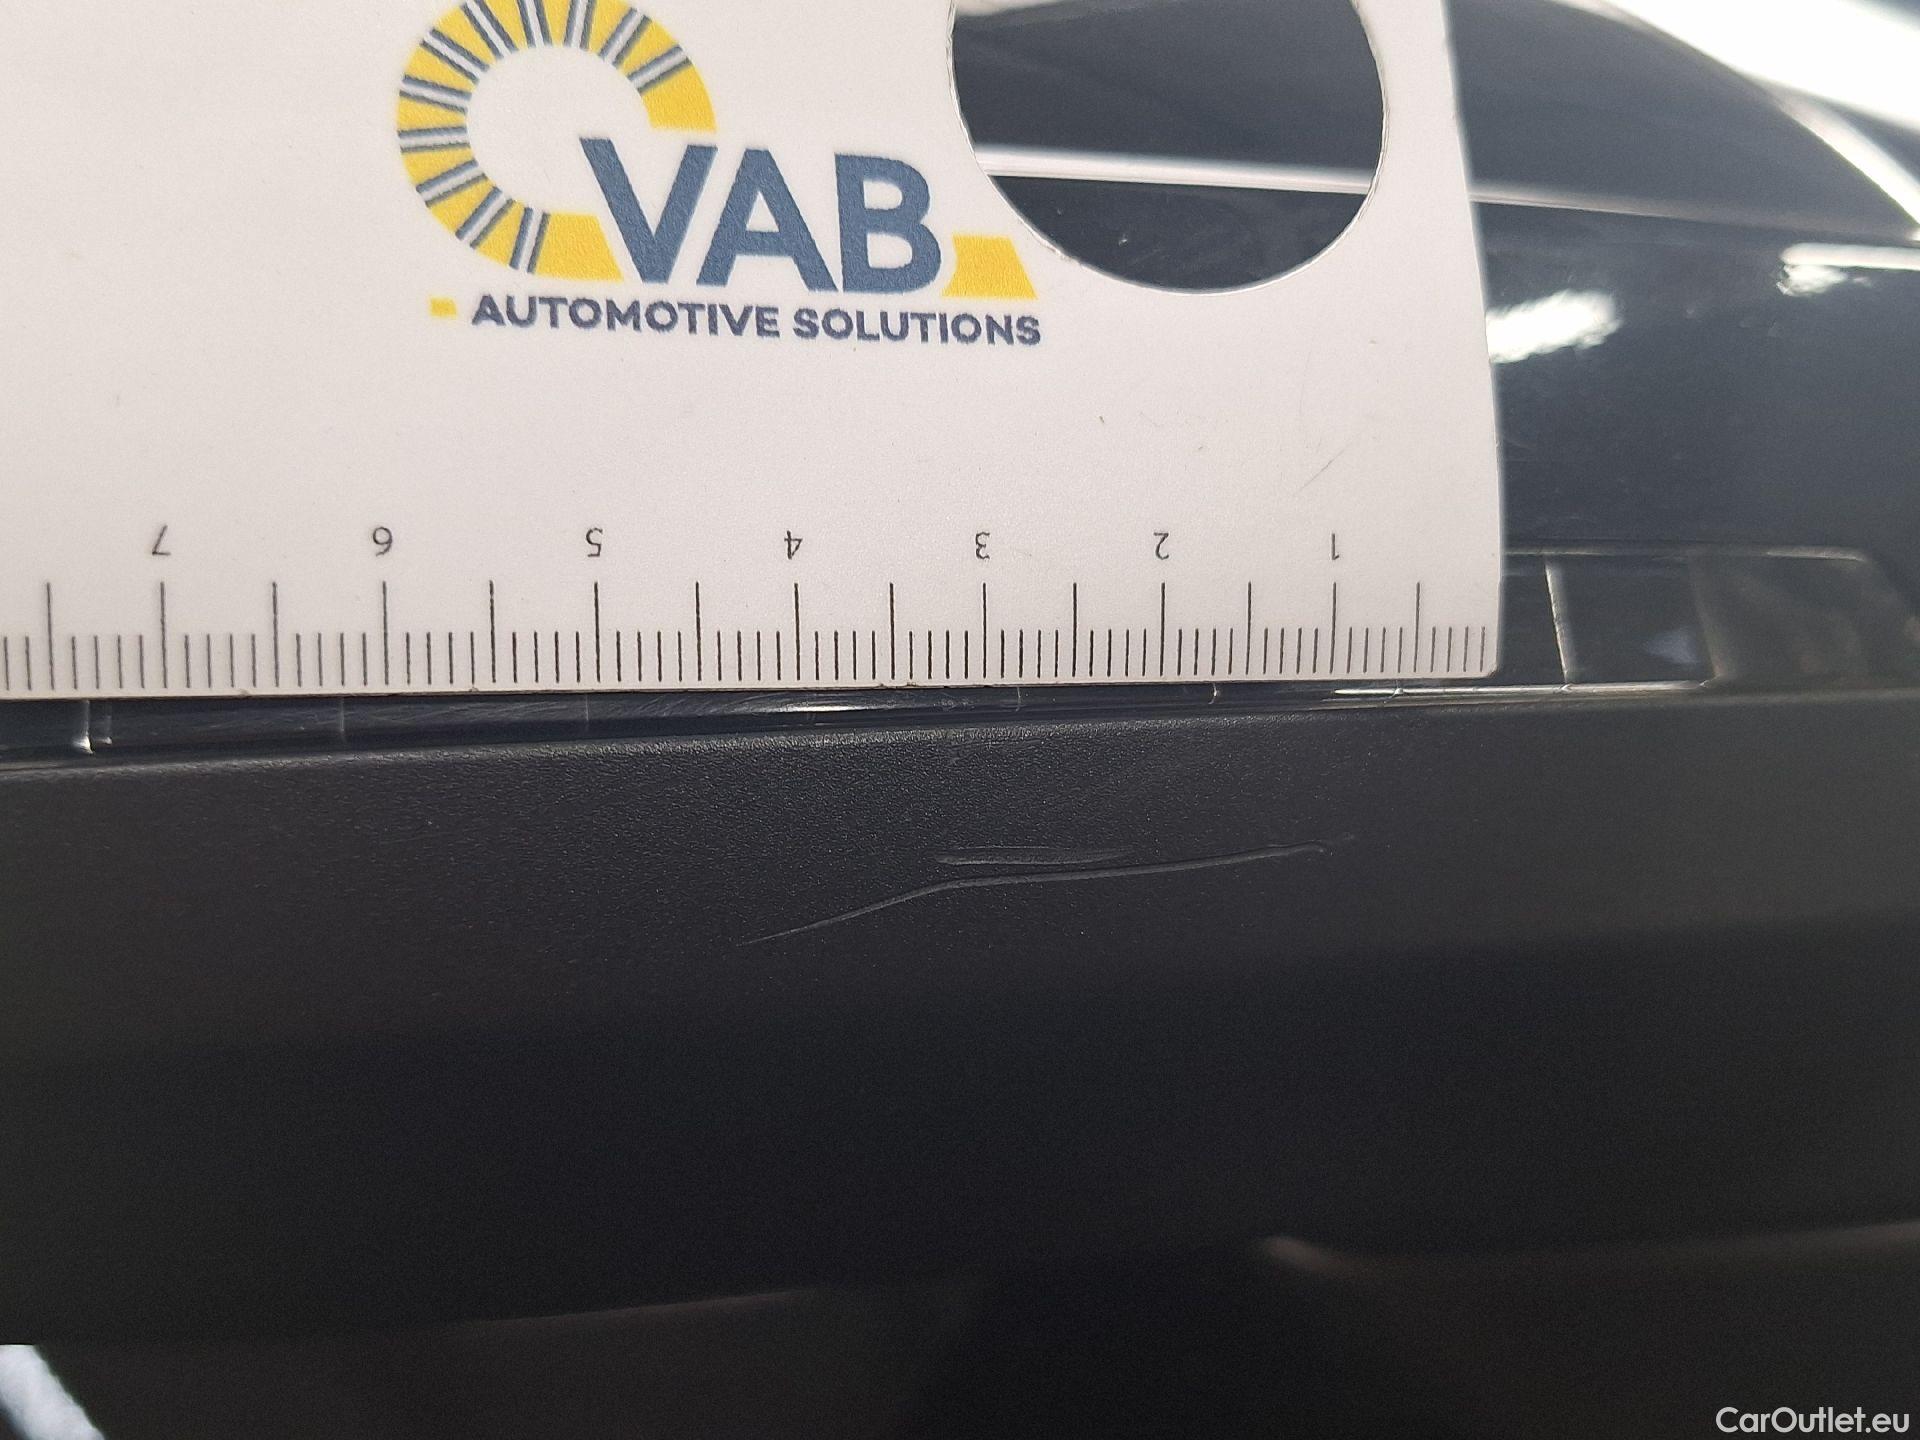 VAB
AUTOMOTIVE SOLUTIONS
7 6 5 4 3 2 1
CarOutlet.eu